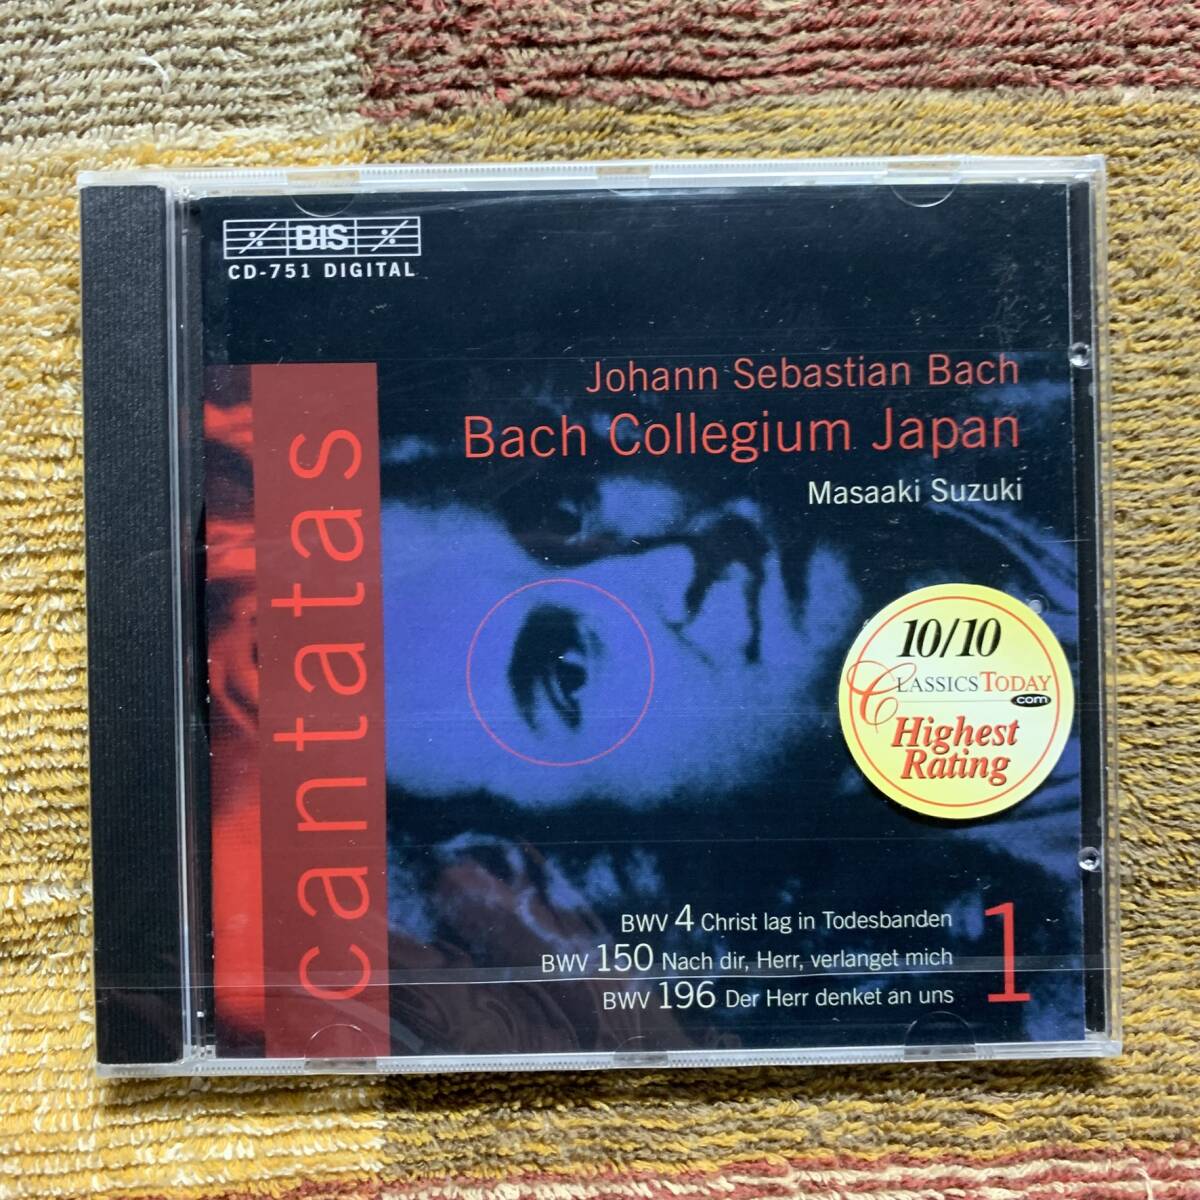 BIS
CD-751 DIGITAL
Johann Sebastian Bach
Bach Collegium Japan
Masaaki Suzuki
cantatas
10/10
CLASSICSTODAY
com
Highest
Rating
BWV 4 Christ lag in Todesbanden
BWV 150 Nach dir, Herr, verlanget mich
BWV 196 Der Herr denket an uns
1